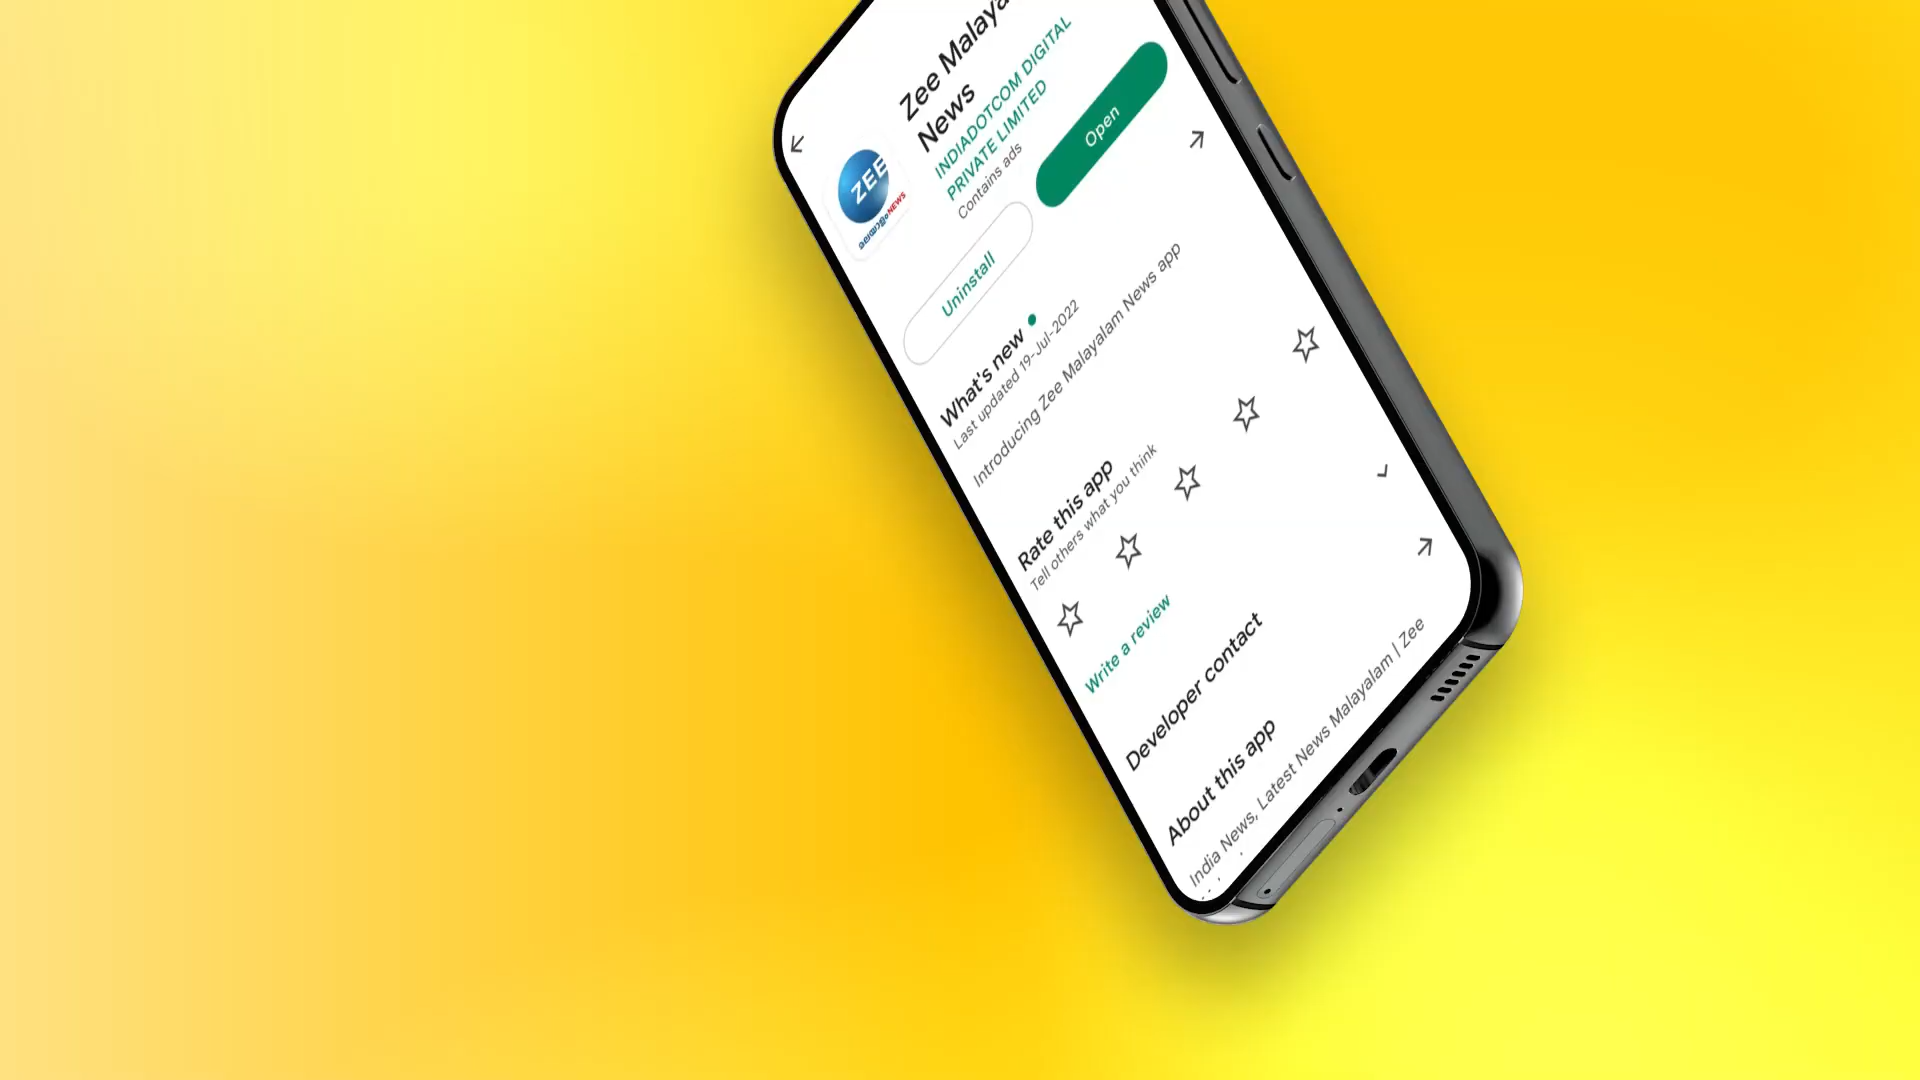 Zee Malaya
News
INDIADOTCOM DIGITAL
PRIVATE LIMITED
Contains ads
ZEE
മലയാളം NEWS
Uninstall
Open
What's new
Last updated 19-Jul-2022
Introducing Zee Malayalam News app
Rate this app
Tell others what you think
Write a review
Developer contact
About this app
India News, Latest News Malayalam | Zee